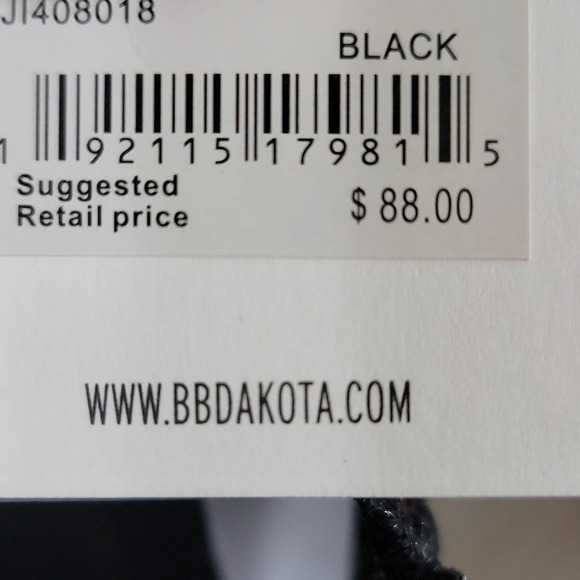 JI408018
BLACK
1 92115 17981 5
Suggested
Retail price
$ 88.00
WWW.BBDAKOTA.COM